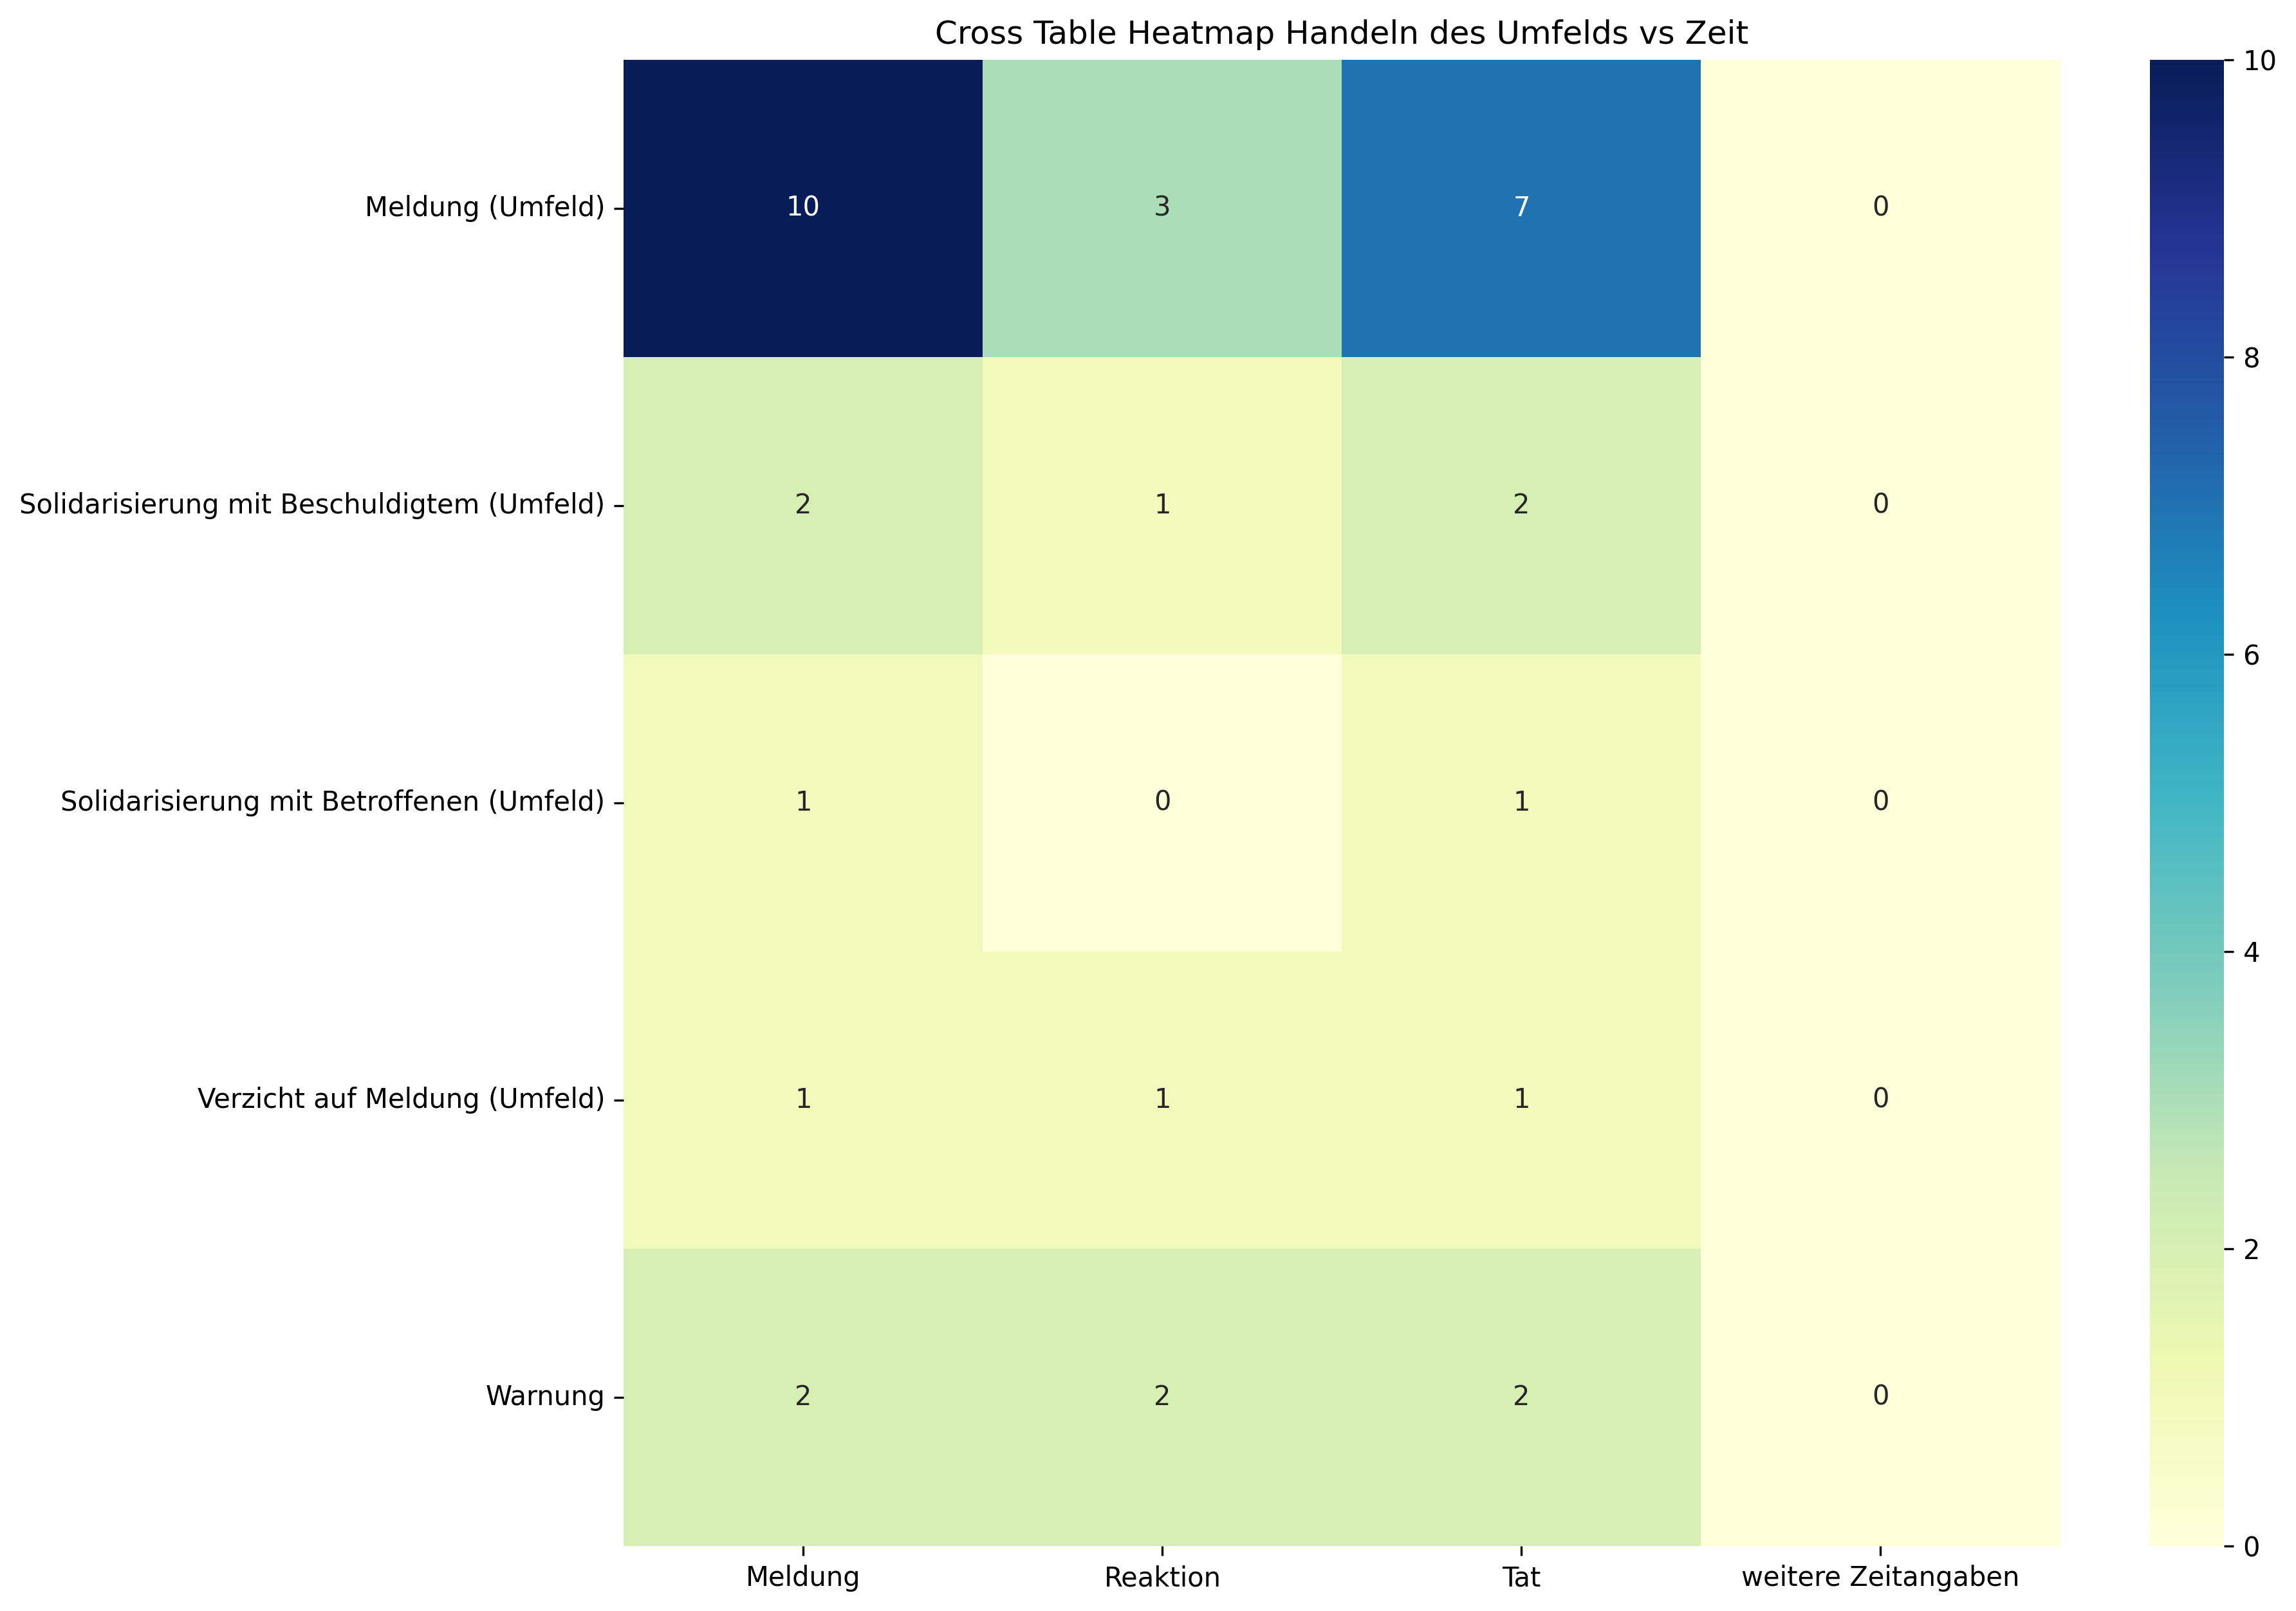 Cross Table Heatmap Handeln des Umfelds vs Zeit
10
Meldung (Umfeld) 10 3 7 0
8
Solidarisierung mit Beschuldigtem (Umfeld) 2 1 2 0
6
Solidarisierung mit Betroffenen (Umfeld) 1 0 1 0
4
Verzicht auf Meldung (Umfeld) 1 1 1 0
2
Warnung 2 2 2 0
0
Meldung Reaktion Tat weitere Zeitangaben